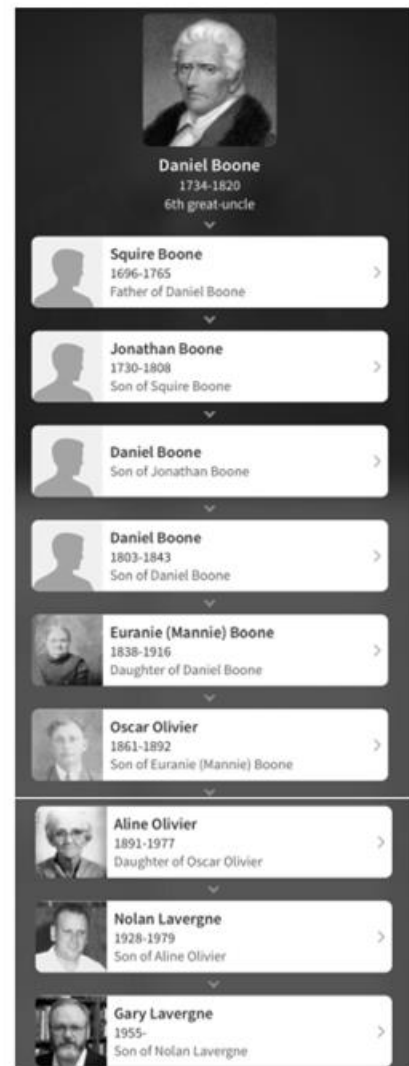 Daniel Boone
1734-1820
6th great-uncle
Squire Boone
1696-1765
Father of Daniel Boone
Jonathan Boone
1730-1808
Son of Squire Boone
Daniel Boone
Son of Jonathan Boone
Daniel Boone
1803-1843
Son of Daniel Boone
Euranie (Mannie) Boone
1838-1916
Daughter of Daniel Boone
Oscar Olivier
1861-1892
Son of Euranie (Mannie) Boone
Aline Olivier
1891-1977
Daughter of Oscar Olivier
Nolan Lavergne
1928-1979
Son of Aline Olivier
Gary Lavergne
1955-
Son of Nolan Lavergne